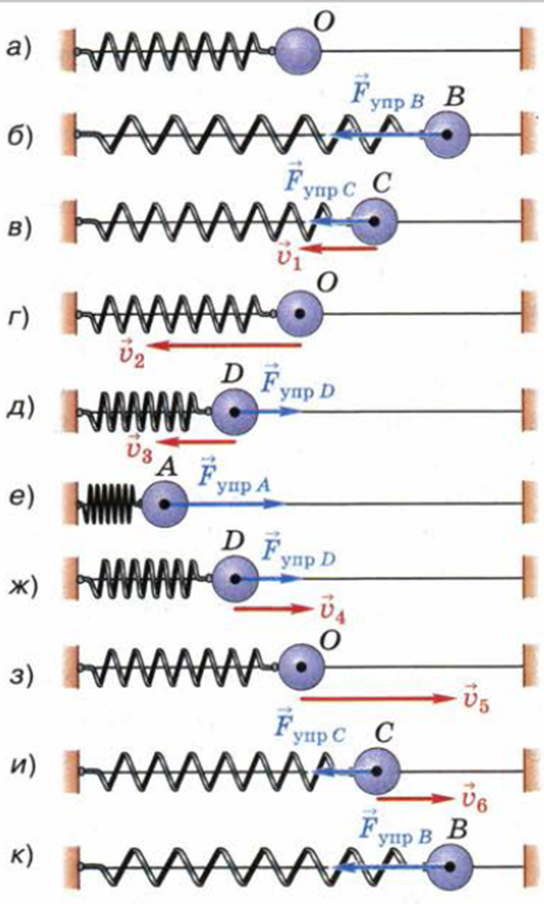 а) O
б) F⃗упр B B
в) F⃗упр C C
v⃗1
г) O
v⃗2
д) D F⃗упр D
v⃗3
е) A F⃗упр A
ж) D F⃗упр D
v⃗4
з) O
v⃗5
и) F⃗упр C C
v⃗6
к) F⃗упр B B